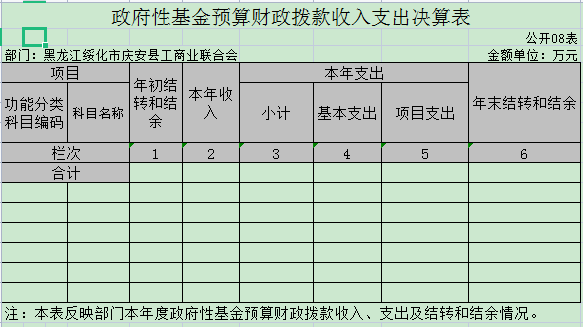 政府性基金预算财政拨款收入支出决算表
公开08表
部门：黑龙江绥化市庆安县工商业联合会 金额单位：万元
项目 年初结转和结余 本年收入 本年支出 年末结转和结余
功能分类科目编码 科目名称 小计 基本支出 项目支出
栏次 1 2 3 4 5 6
合计
注：本表反映部门本年度政府性基金预算财政拨款收入、支出及结转和结余情况。